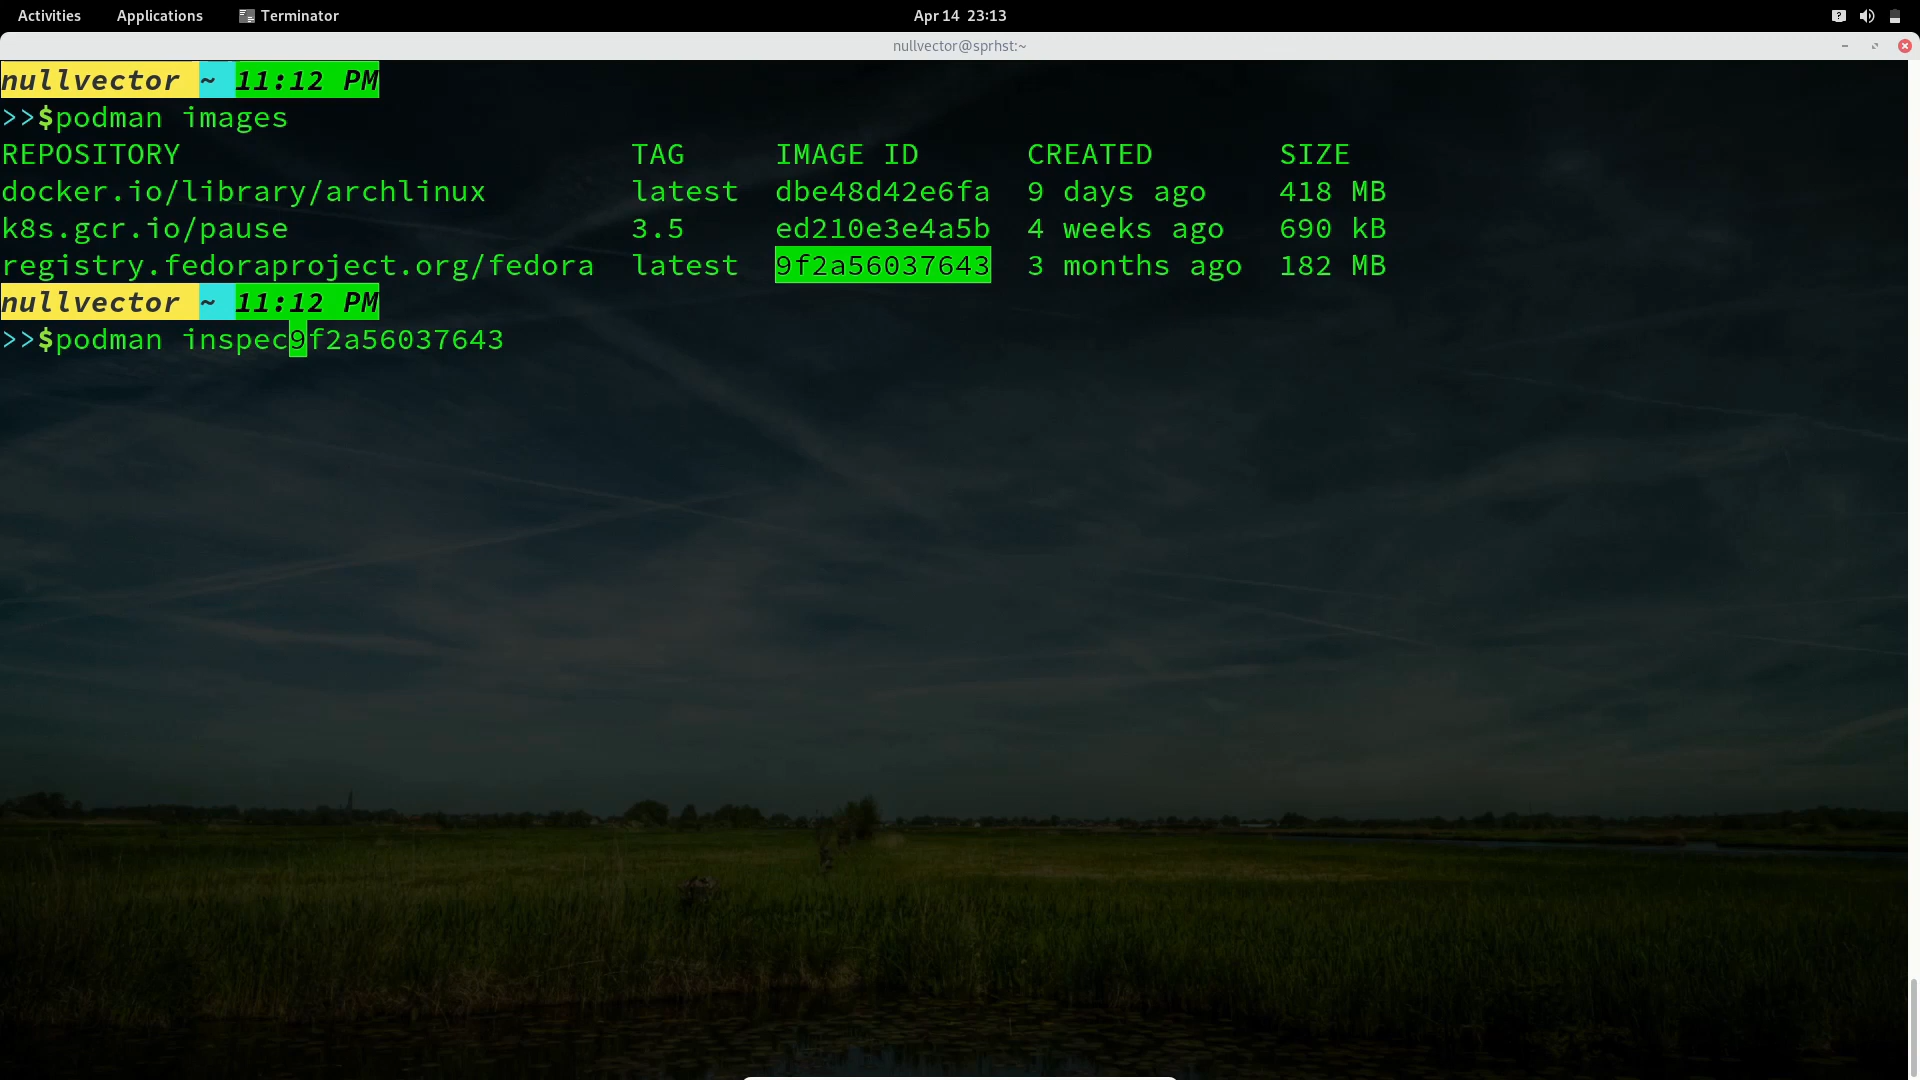 Activities Applications Terminator Apr 14 23:13
nullvector@sprhst:~
nullvector ~ 11:12 PM
>>$podman images
REPOSITORY TAG IMAGE ID CREATED SIZE
docker.io/library/archlinux latest dbe48d42e6fa 9 days ago 418 MB
k8s.gcr.io/pause 3.5 ed210e3e4a5b 4 weeks ago 690 kB
registry.fedoraproject.org/fedora latest 9f2a56037643 3 months ago 182 MB
nullvector ~ 11:12 PM
>>$podman inspec9f2a56037643